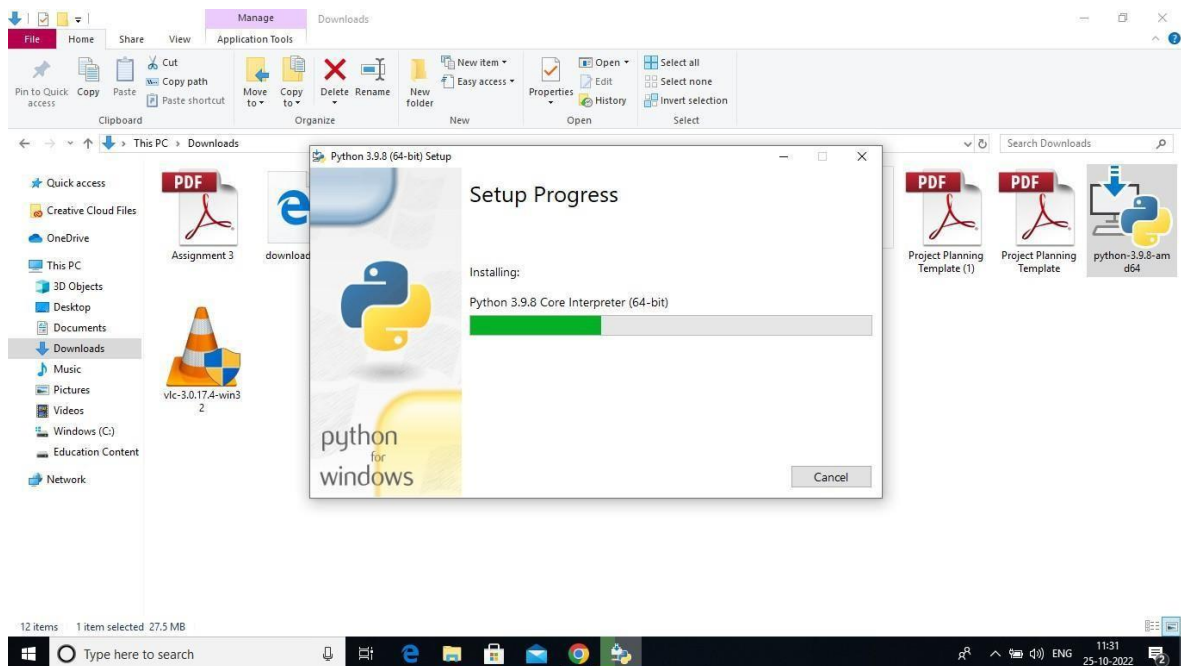 Manage
Downloads
File Home Share View Application Tools
Pin to Quick access
Copy
Paste
Cut
Copy path
Paste shortcut
Clipboard
Move to
Copy to
Delete
Rename
Organize
New folder
New item
Easy access
New
Properties
Open
Edit
History
Open
Select all
Select none
Invert selection
Select
This PC › Downloads
Search Downloads
Quick access
Creative Cloud Files
OneDrive
This PC
3D Objects
Desktop
Documents
Downloads
Music
Pictures
Videos
Windows (C:)
Education Content
Network
PDF
Assignment 3
download
vlc-3.0.17.4-win3
2
Python 3.9.8 (64-bit) Setup
Setup Progress
Installing:
Python 3.9.8 Core Interpreter (64-bit)
python
for
windows
Cancel
PDF
Project Planning
Template (1)
PDF
Project Planning
Template
python-3.9.8-am
d64
12 items 1 item selected 27.5 MB
Type here to search
ENG
11:31
25-10-2022
2